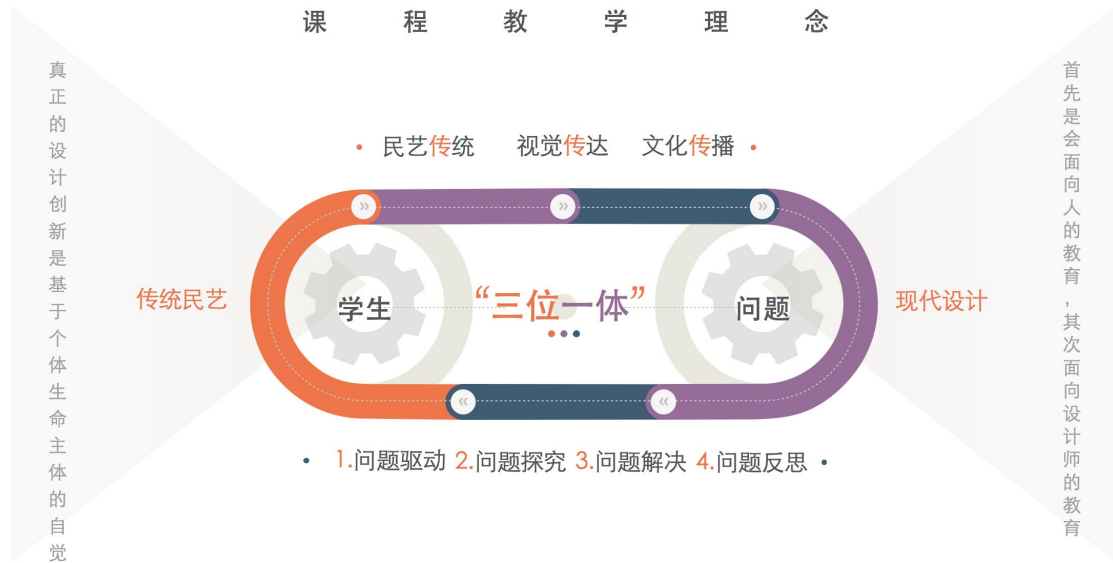 课程教学理念
真正的设计创新是基于个体生命主体的自觉
首先是会面向人的教育，其次面向设计师的教育
• 民艺传统 视觉传达 文化传播 •
传统民艺
学生
“三位一体”
问题
现代设计
• 1.问题驱动 2.问题探究 3.问题解决 4.问题反思 •